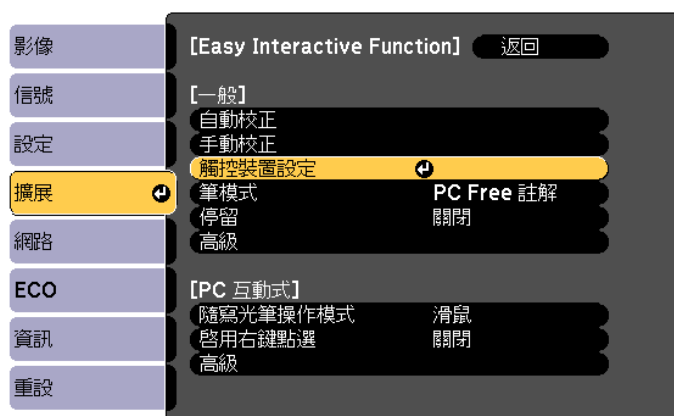 影像
信號
設定
擴展
網路
ECO
資訊
重設
[Easy Interactive Function] 返回
[一般]
自動校正
手動校正
觸控裝置設定
筆模式 PC Free 註解
停留 關閉
高級
[PC 互動式]
隨寫光筆操作模式 滑鼠
啓用右鍵點選 關閉
高級